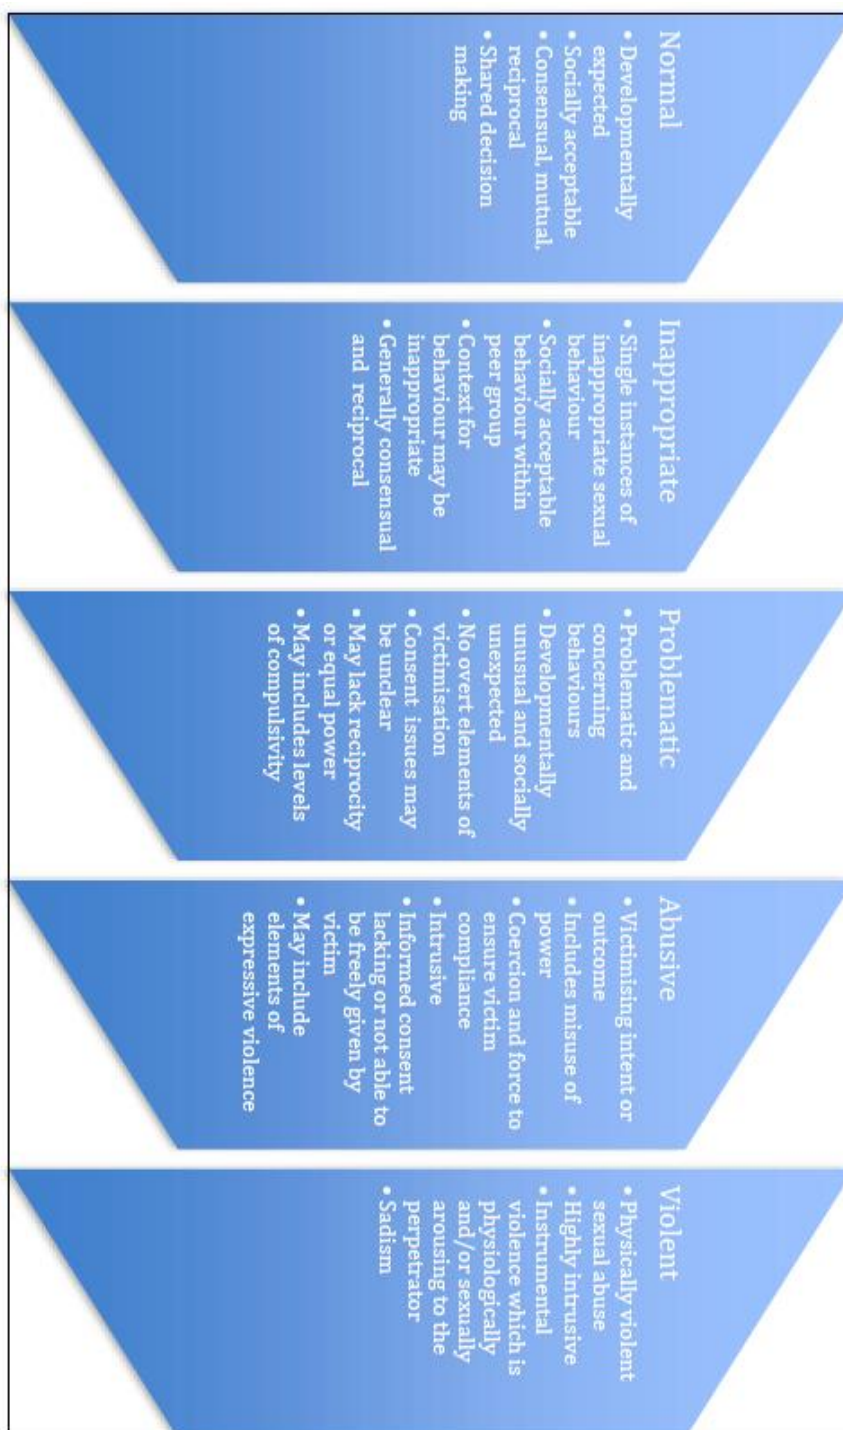 Normal
• Developmentally
expected
• Socially acceptable
• Consensual, mutual,
reciprocal
• Shared decision
making
Inappropriate
• Single instances of
inappropriate sexual
behaviour
• Socially acceptable
behaviour within
peer group
• Context for
behaviour may be
inappropriate
• Generally consensual
and reciprocal
Problematic
• Problematic and
concerning
behaviours
• Developmentally
unusual and socially
unexpected
• No overt elements of
victimisation
• Consent issues may
be unclear
• May lack reciprocity
or equal power
• May includes levels
of compulsivity
Abusive
• Victimising intent or
outcome
• Includes misuse of
power
• Coercion and force to
ensure victim
compliance
• Intrusive
• Informed consent
lacking or not able to
be freely given by
victim
• May include
elements of
expressive violence
Violent
• Physically violent
sexual abuse
• Highly intrusive
• Instrumental
violence which is
physiologically
and/or sexually
arousing to the
perpetrator
• Sadism